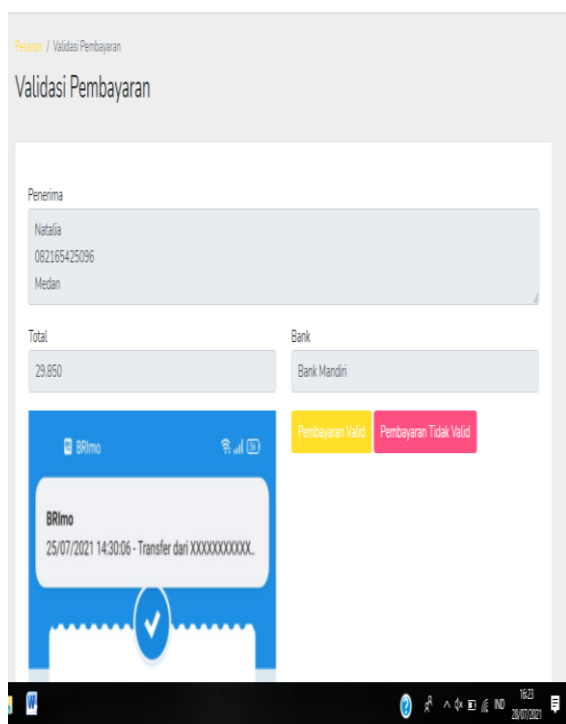 Pesanan / Validasi Pembayaran
Validasi Pembayaran
Penerima
Natalia
082165425096
Medan
Total
Bank
29.850
Bank Mandiri
Pembayaran Valid
Pembayaran Tidak Valid
BRImo
BRImo
25/07/2021 14:30:06 - Transfer dari XXXXXXXXXXX..
W
IND
16:23
28/07/2021